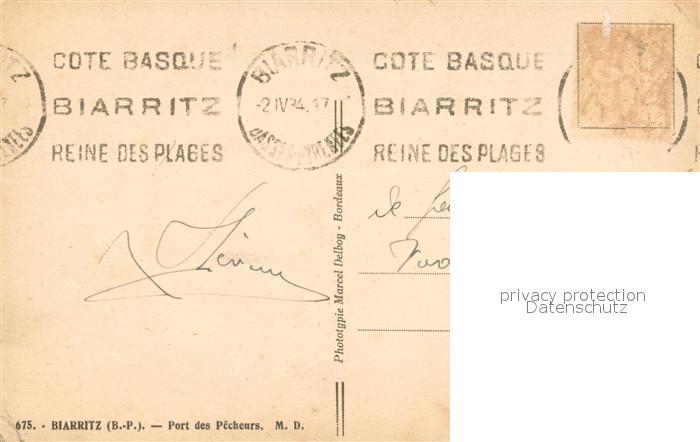 COTE BASQUE
BIARRITZ
REINE DES PLAGES
BIARRITZ
-2 IV 34. 17
BASSES-PYRENEES
COTE BASQUE
BIARRITZ
REINE DES PLAGES
Phototypie Marcel Delboy - Bordeaux
privacy protection
Datenschutz
675. - BIARRITZ (B.-P.). — Port des Pêcheurs. M. D.